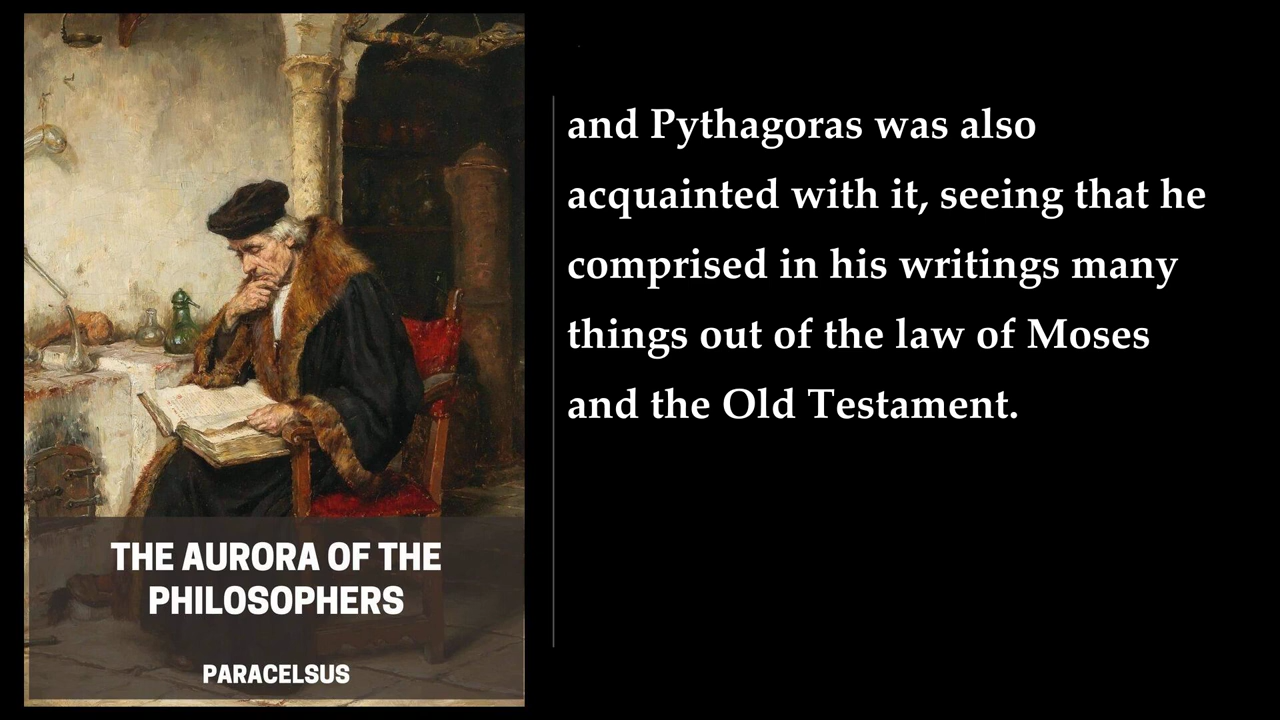 and Pythagoras was also
acquainted with it, seeing that he
comprised in his writings many
things out of the law of Moses
and the Old Testament.
THE AURORA OF THE
PHILOSOPHERS
PARACELSUS